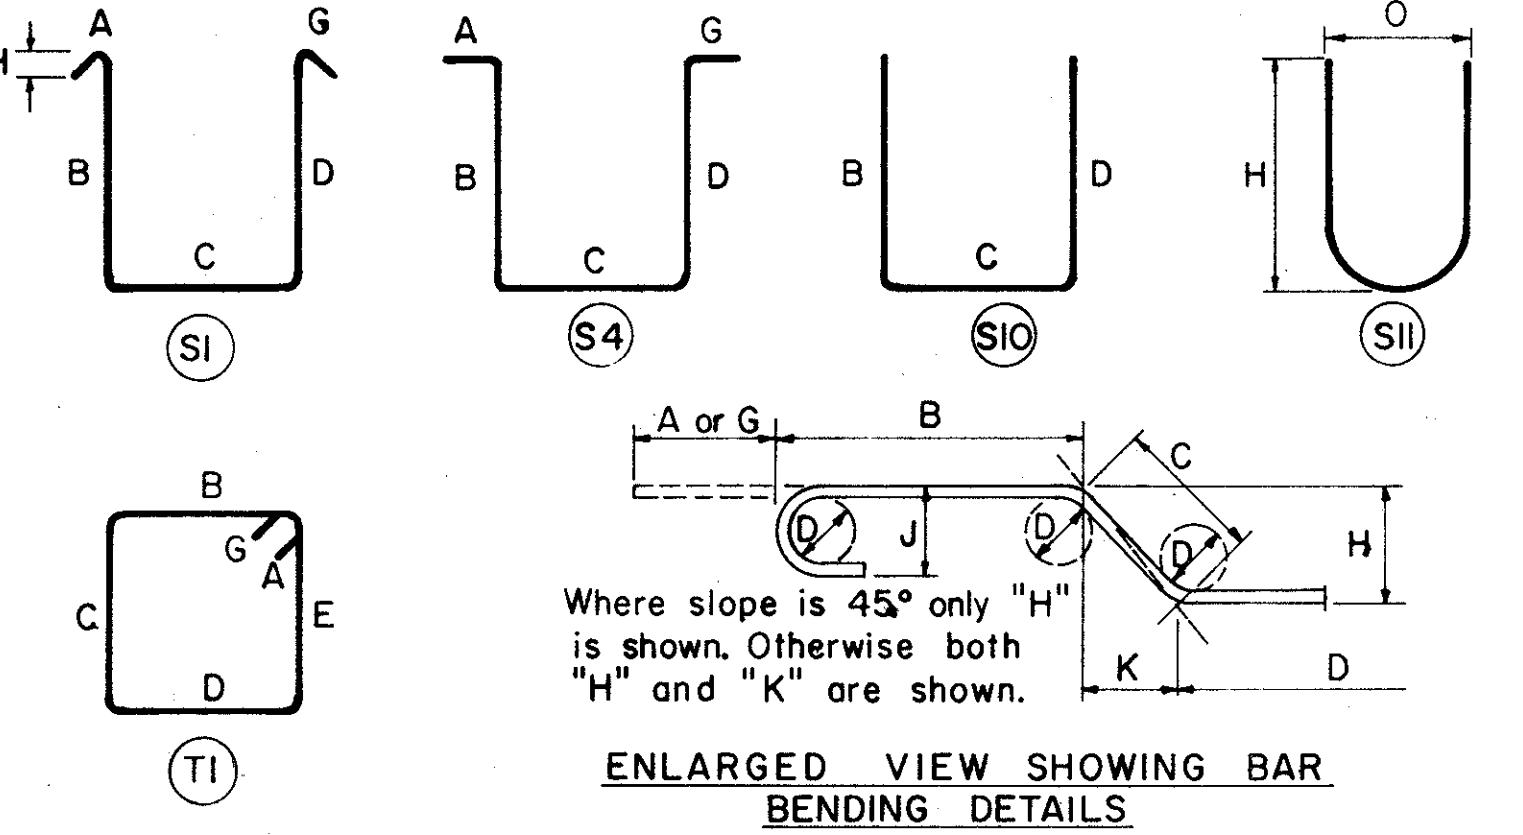 A G A G O
H
B D B D B D H
C C C
S1 S4 S10 S11
A or G B C
B
G
A
D J D D H
C E
Where slope is 45° only "H"
is shown. Otherwise both
"H" and "K" are shown.
D
K D
T1
ENLARGED VIEW SHOWING BAR
BENDING DETAILS